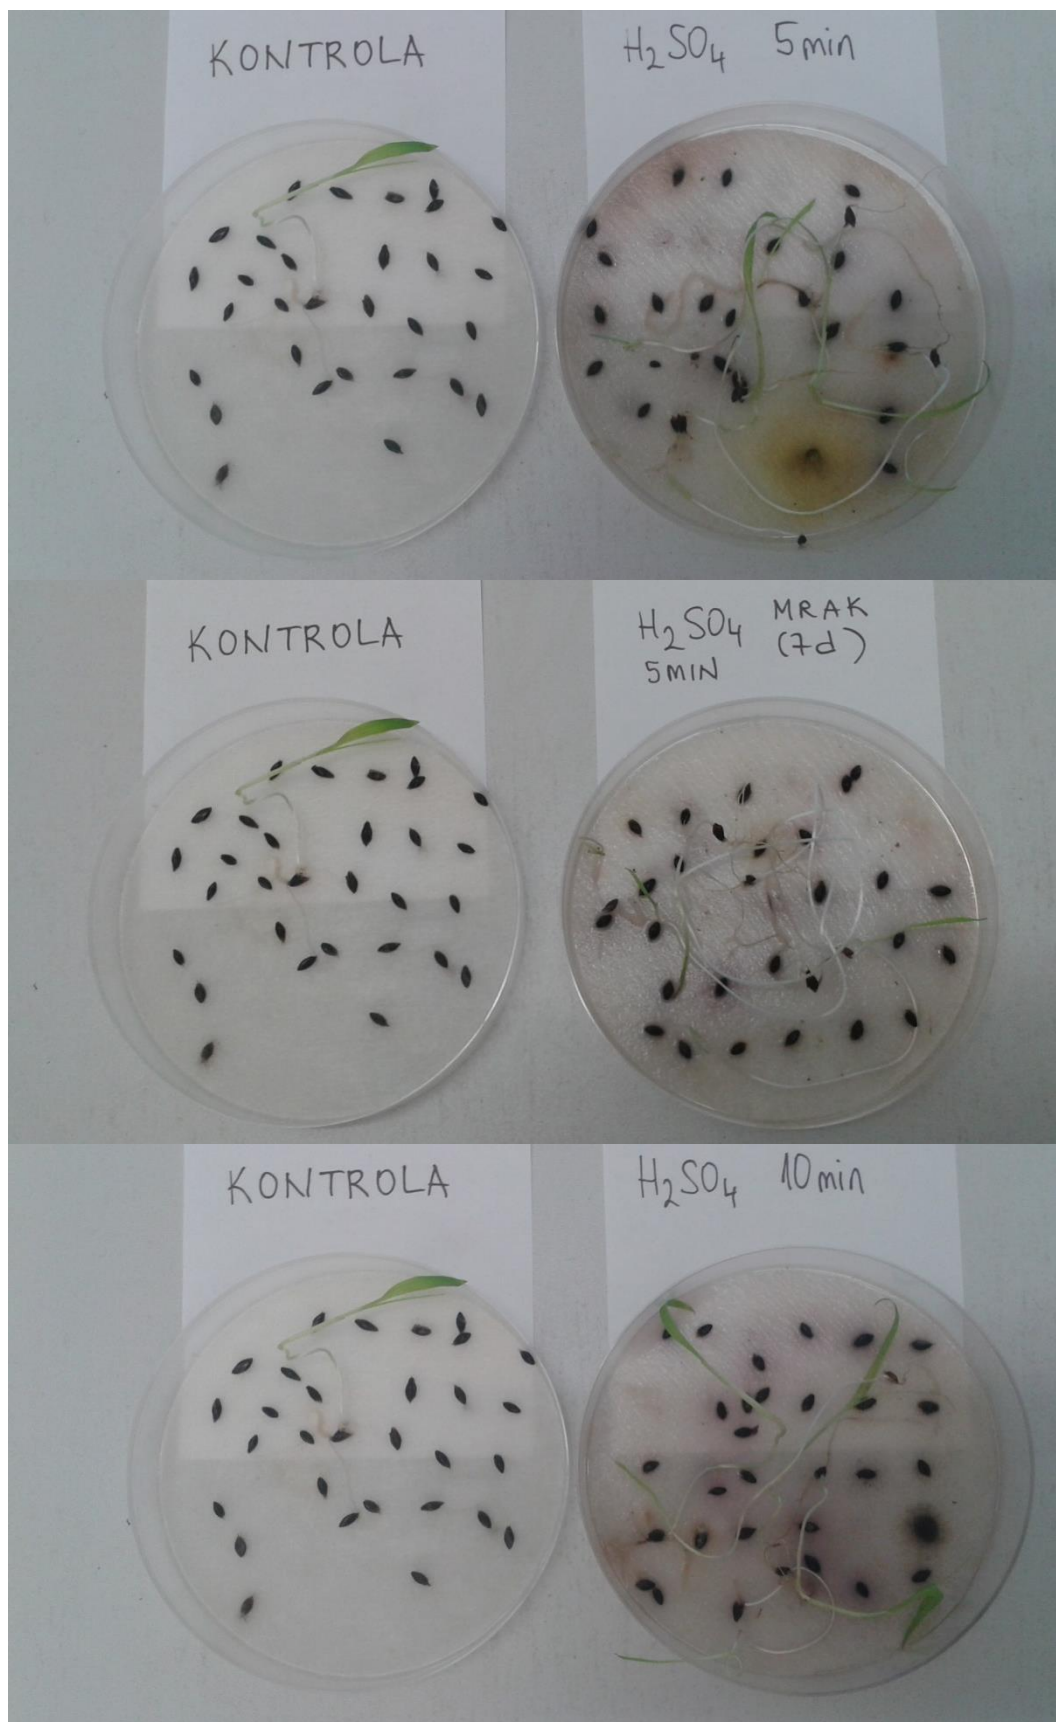 KONTROLA
H₂SO₄ 5min
KONTROLA
H₂SO₄ MRAK
5MIN (7d)
KONTROLA
H₂SO₄ 10min